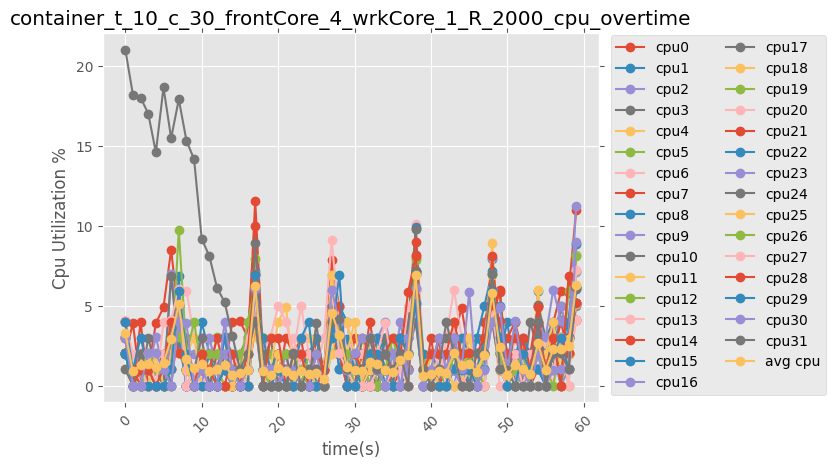 container_t_10_c_30_frontCore_4_wrkCore_1_R_2000_cpu_overtime
Cpu Utilization %
20
15
10
5
0
0
10
20
30
40
50
60
time(s)
cpu0
cpu1
cpu2
cpu3
cpu4
cpu5
cpu6
cpu7
cpu8
cpu9
cpu10
cpu11
cpu12
cpu13
cpu14
cpu15
cpu16
cpu17
cpu18
cpu19
cpu20
cpu21
cpu22
cpu23
cpu24
cpu25
cpu26
cpu27
cpu28
cpu29
cpu30
cpu31
avg cpu